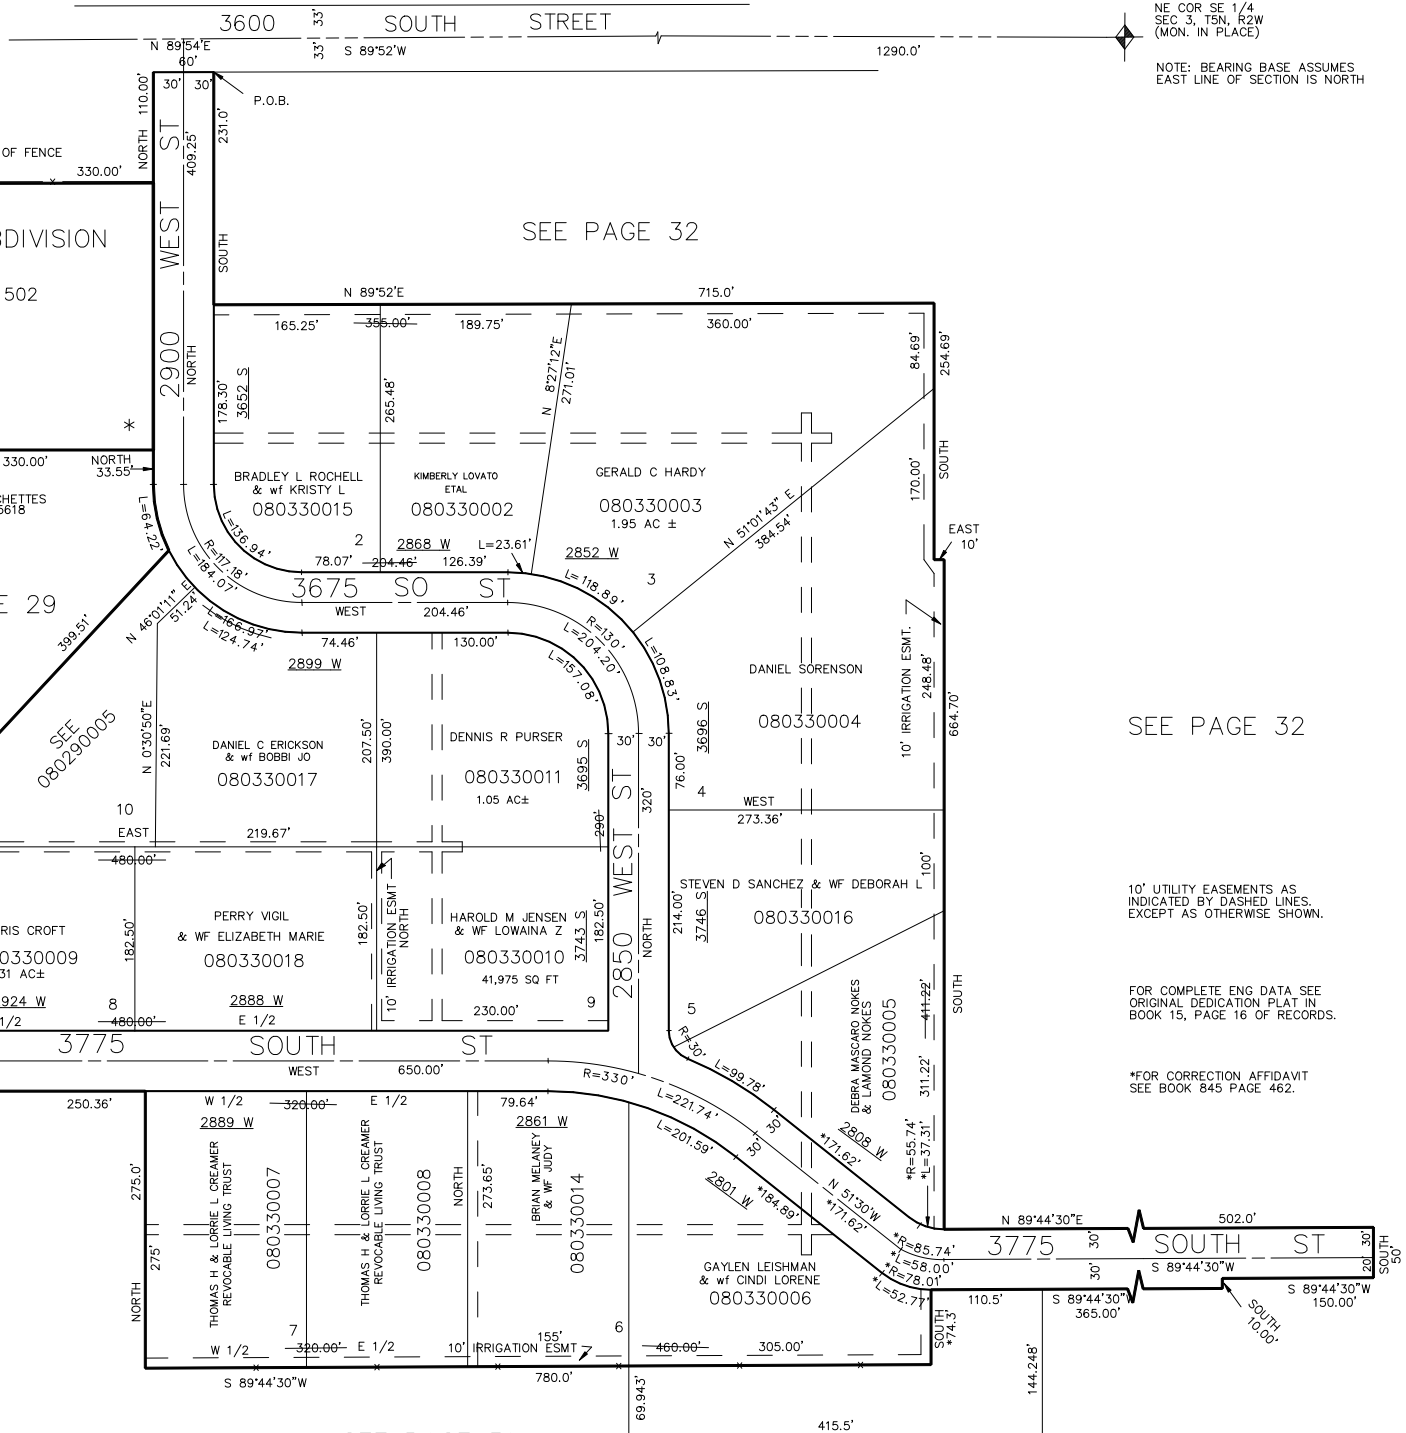 3600 SOUTH STREET
33'
33'
N 89°54'E
S 89°52'W
1290.0'
NE COR SE 1/4
SEC 3, T5N, R2W
(MON. IN PLACE)
NOTE: BEARING BASE ASSUMES
EAST LINE OF SECTION IS NORTH
60'
30' 30'
P.O.B.
110.00'
NORTH
409.25'
231.0'
SOUTH
2900 WEST ST
NORTH
OF FENCE
330.00'
DIVISION
502
*
330.00'
NORTH
33.55'
CHETTES
5618
SEE PAGE 32
N 89°52'E
715.0'
165.25'
355.00'
189.75'
360.00'
178.30'
3652 S
265.48'
N 8°27'12"E
271.01'
84.69'
254.69'
170.00'
SOUTH
EAST
10'
BRADLEY L ROCHELL
& wf KRISTY L
080330015
2
KIMBERLY LOVATO
ETAL
080330002
2868 W
GERALD C HARDY
080330003
1.95 AC ±
2852 W
3
N 51°01'43" E
384.54'
L=64.22'
L=136.94'
R=117.18'
L=184.07'
78.07'
204.46'
126.39'
L=23.61'
L=118.89'
3675 SO ST
WEST
204.46'
E 29
399.51'
N 46°01'11" E
51.24'
L=166.97'
L=124.74'
74.46'
2899 W
130.00'
R=130'
L=204.20'
L=157.08'
L=108.83'
DANIEL SORENSON
080330004
4
10' IRRIGATION ESMT.
248.48'
664.70'
SEE PAGE 32
SEE
080290005
N 0°30'50"E
221.69'
DANIEL C ERICKSON
& wf BOBBI JO
080330017
207.50'
390.00'
DENNIS R PURSER
080330011
1.05 AC±
3695 S
30' 30'
3696 S
76.00'
320'
290'
2850 WEST ST
NORTH
WEST
273.36'
10
EAST
219.67'
480.00'
RIS CROFT
080330009
31 AC±
924 W
1/2
182.50'
8
480.00'
PERRY VIGIL
& WF ELIZABETH MARIE
080330018
2888 W
E 1/2
182.50'
10' IRRIGATION ESMT
NORTH
HAROLD M JENSEN
& WF LOWAINA Z
080330010
41,975 SQ FT
230.00'
9
3743 S
182.50'
214.00'
3746 S
STEVEN D SANCHEZ & WF DEBORAH L
080330016
100'
5
SOUTH
411.22'
311.22'
DEBRA MASCARO NOKES
& LAMOND NOKES
080330005
10' UTILITY EASEMENTS AS
INDICATED BY DASHED LINES.
EXCEPT AS OTHERWISE SHOWN.
FOR COMPLETE ENG DATA SEE
ORIGINAL DEDICATION PLAT IN
BOOK 15, PAGE 16 OF RECORDS.
*FOR CORRECTION AFFIDAVIT
SEE BOOK 845 PAGE 462.
3775 SOUTH ST
WEST
650.00'
R=330'
R=30'
L=99.78'
L=221.74'
L=201.59'
30'
30'
2808 W
*171.62'
N 51°30'W
*171.62'
*184.89'
2801 W
*R=55.74'
*L=37.31'
*R=85.74'
*L=58.00'
*R=78.01'
*L=52.77'
250.36'
W 1/2
320.00'
E 1/2
79.64'
2889 W
2861 W
275.0'
NORTH
275'
THOMAS H & LORRIE L CREAMER
REVOCABLE LIVING TRUST
080330007
THOMAS H & LORRIE L CREAMER
REVOCABLE LIVING TRUST
080330008
NORTH
273.65'
BRIAN MELANEY
& WF JUDY
080330014
GAYLEN LEISHMAN
& wf CINDI LORENE
080330006
N 89°44'30"E
502.0'
3775 SOUTH ST
30'
30'
S 89°44'30"W
30'
20'
SOUTH
50'
110.5'
S 89°44'30"W
365.00'
SOUTH
10.00'
S 89°44'30"W
150.00'
SOUTH
*74.3'
7
W 1/2
320.00'
E 1/2
10' IRRIGATION ESMT
155'
6
460.00'
305.00'
S 89°44'30"W
780.0'
69.943'
144.248'
415.5'